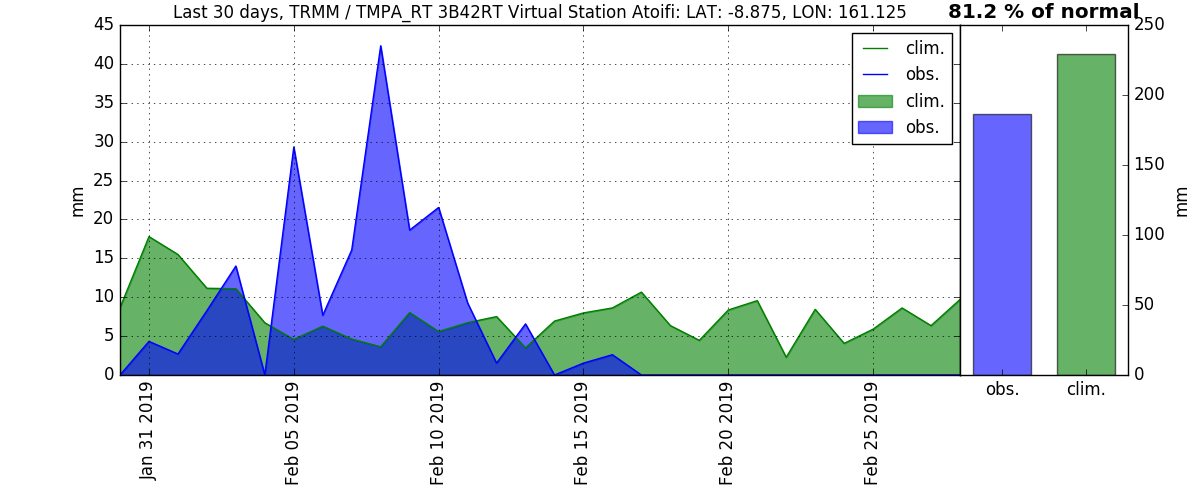 Last 30 days, TRMM / TMPA_RT 3B42RT Virtual Station Atoifi: LAT: -8.875, LON: 161.125
81.2 % of normal
45
40
35
30
25
20
15
10
5
0
mm
clim.
obs.
clim.
obs.
Jan 31 2019
Feb 05 2019
Feb 10 2019
Feb 15 2019
Feb 20 2019
Feb 25 2019
250
200
150
100
50
0
mm
obs.
clim.